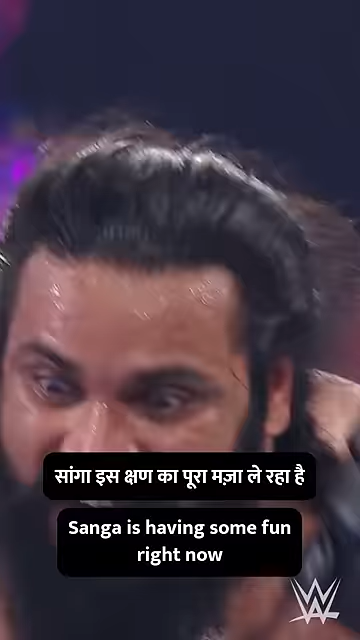 सांगा इस क्षण का पूरा मज़ा ले रहा है
Sanga is having some fun
right now
W